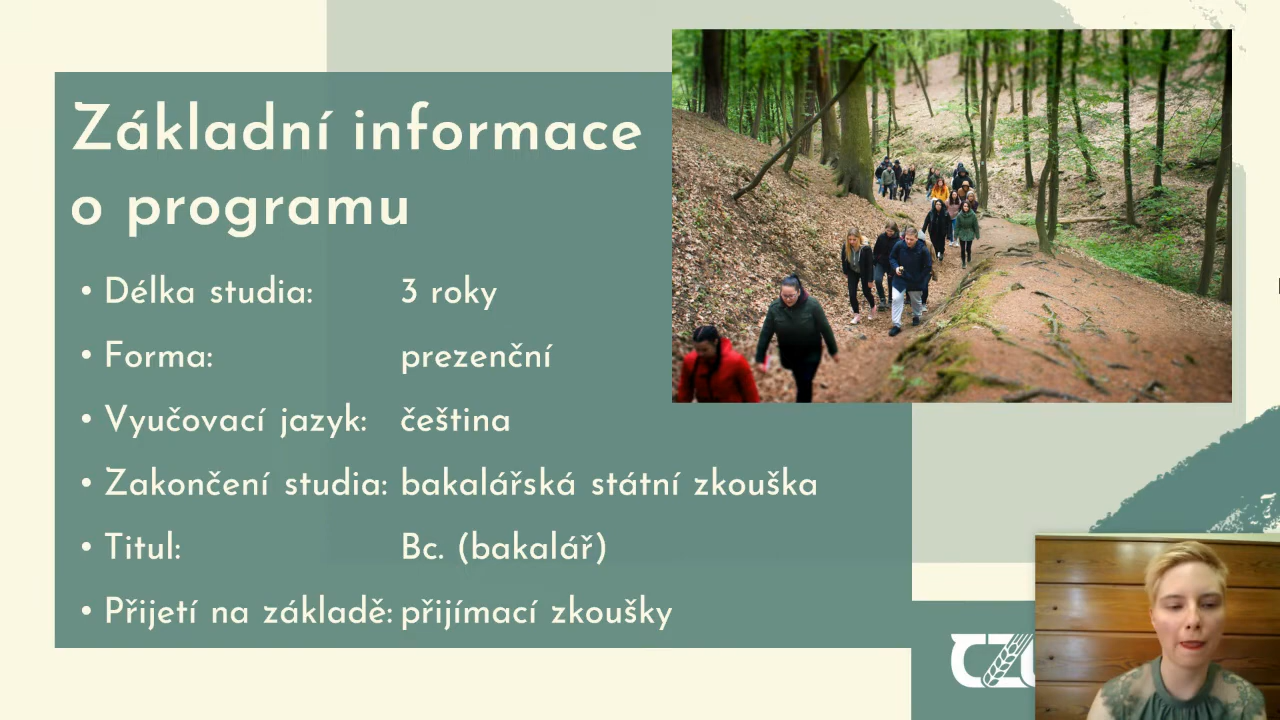 Základní informace
o programu
• Délka studia: 3 roky
• Forma: prezenční
• Vyučovací jazyk: čeština
• Zakončení studia: bakalářská státní zkouška
• Titul: Bc. (bakalář)
• Přijetí na základě: přijímací zkoušky